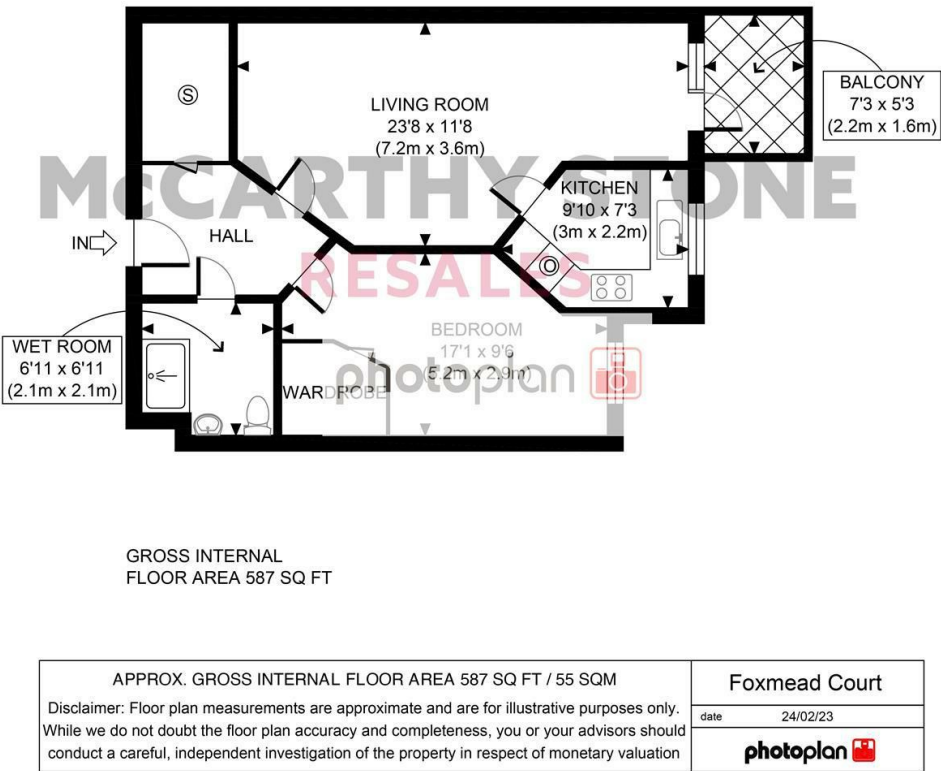 LIVING ROOM
23'8 x 11'8
(7.2m x 3.6m)
BALCONY
7'3 x 5'3
(2.2m x 1.6m)
S
McCARTHY STONE
RESALES
KITCHEN
9'10 x 7'3
(3m x 2.2m)
IN
HALL
O
WET ROOM
6'11 x 6'11
(2.1m x 2.1m)
BEDROOM
17'1 x 9'6
(5.2m x 2.9m)
WARDROBE
photoplan
GROSS INTERNAL
FLOOR AREA 587 SQ FT
APPROX. GROSS INTERNAL FLOOR AREA 587 SQ FT / 55 SQM
Disclaimer: Floor plan measurements are approximate and are for illustrative purposes only.
While we do not doubt the floor plan accuracy and completeness, you or your advisors should
conduct a careful, independent investigation of the property in respect of monetary valuation
Foxmead Court
date 24/02/23
photoplan